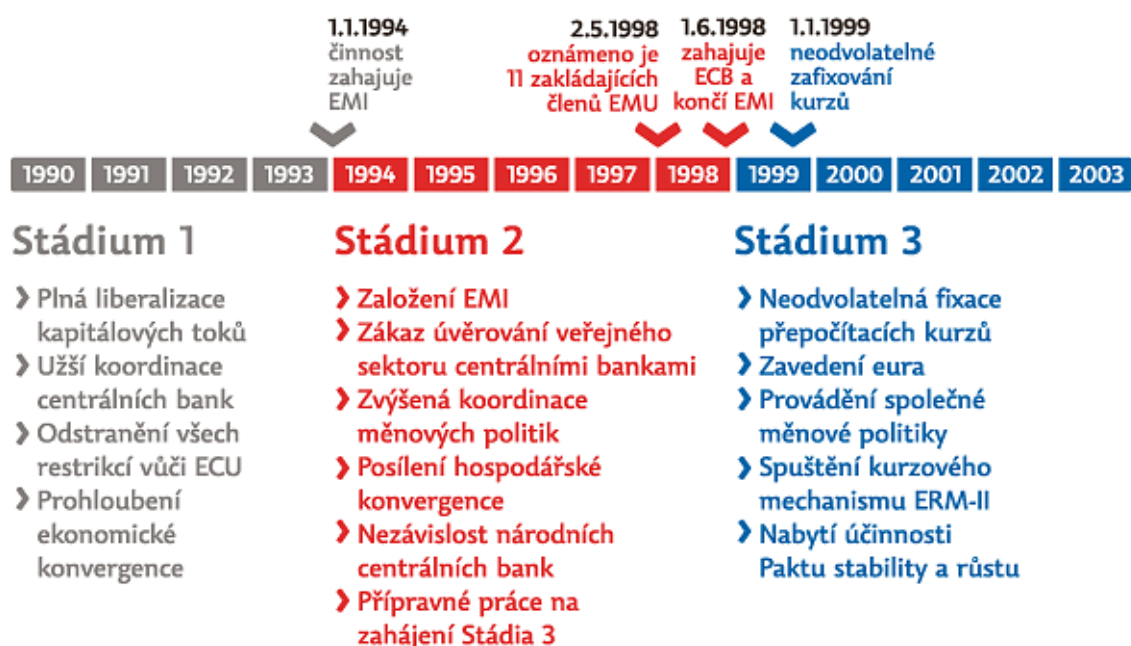 1.1.1994
činnost
zahajuje
EMI
2.5.1998
oznámeno je
11 zakládajících
členů EMU
1.6.1998
zahajuje
ECB a
končí EMI
1.1.1999
neodvolatelné
zafixování
kurzů
1990 1991 1992 1993 1994 1995 1996 1997 1998 1999 2000 2001 2002 2003
Stádium 1
❯ Plná liberalizace
kapitálových toků
❯ Užší koordinace
centrálních bank
❯ Odstranění všech
restrikcí vůči ECU
❯ Prohloubení
ekonomické
konvergence
Stádium 2
❯ Založení EMI
❯ Zákaz úvěrování veřejného
sektoru centrálními bankami
❯ Zvýšená koordinace
měnových politik
❯ Posílení hospodářské
konvergence
❯ Nezávislost národních
centrálních bank
❯ Přípravné práce na
zahájení Stádia 3
Stádium 3
❯ Neodvolatelná fixace
přepočítacích kurzů
❯ Zavedení eura
❯ Provádění společné
měnové politiky
❯ Spuštění kurzového
mechanismu ERM-II
❯ Nabytí účinnosti
Paktu stability a růstu